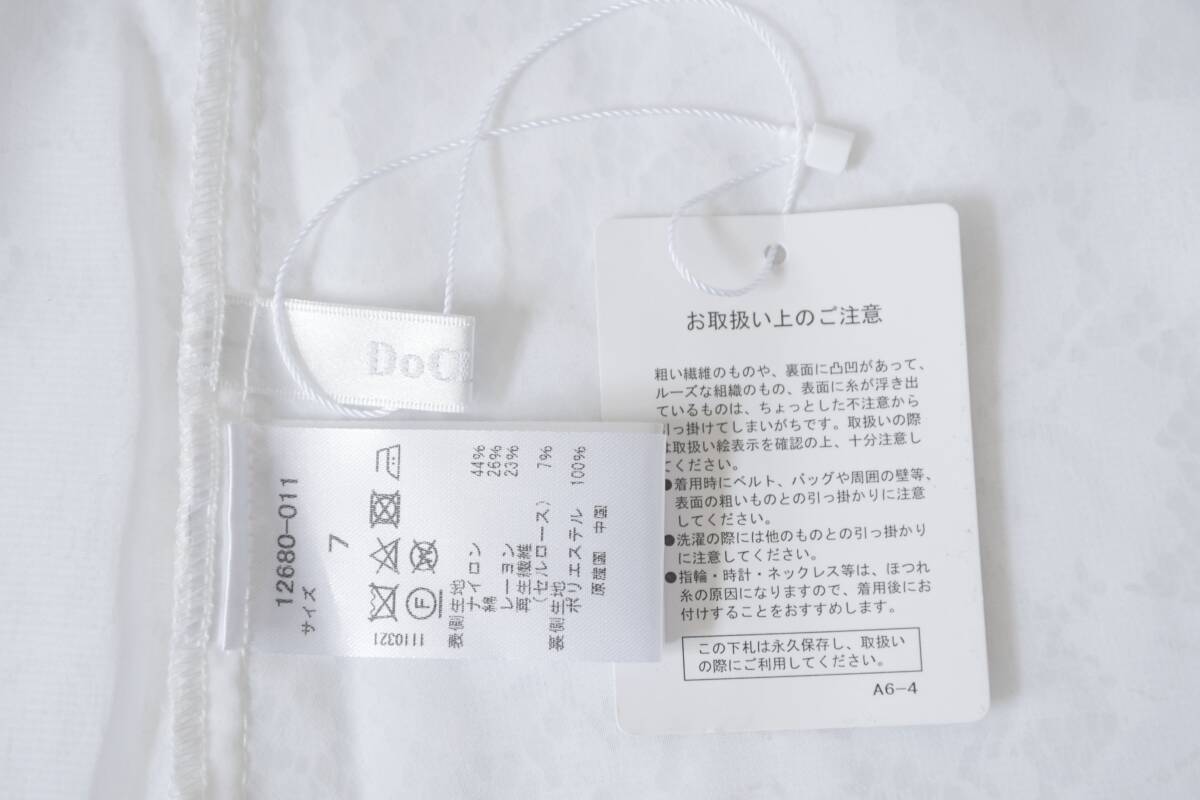 DoCL
12680-011
サイズ
7
1110321
F
表側生地
ナイロン 44%
綿 26%
レーヨン 23%
再生繊維
(セルロース) 7%
裏側生地
ポリエステル 100%
原産国 中国
お取扱い上のご注意
粗い繊維のものや、裏面に凸凹があって、
ルーズな組織のもの、表面に糸が浮き出
ているものは、ちょっとした不注意から
引っ掛けてしまいがちです。取扱いの際
は取扱い絵表示を確認の上、十分注意し
てください。
●着用時にベルト、バッグや周囲の壁等、
表面の粗いものとの引っ掛かりに注意
してください。
●洗濯の際には他のものとの引っ掛かり
に注意してください。
●指輪・時計・ネックレス等は、ほつれ
糸の原因になりますので、着用後にお
付けすることをおすすめします。
この下札は永久保存し、取扱い
の際にご利用してください。
A6-4